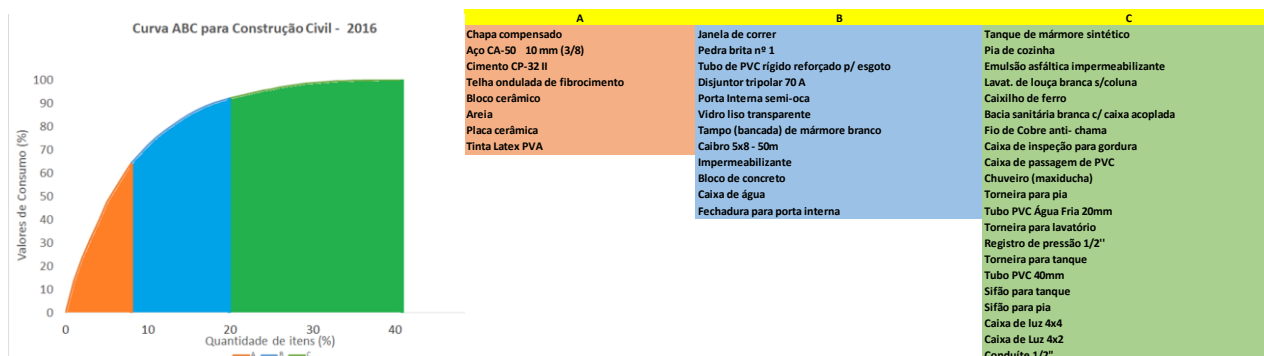 Curva ABC para Construção Civil - 2016
Valores de Consumo (%)
100
90
80
70
60
50
40
30
20
10
0
0 10 20 30 40
Quantidade de itens (%)
A B C
A
Chapa compensado
Aço CA-50 10 mm (3/8)
Cimento CP-32 II
Telha ondulada de fibrocimento
Bloco cerâmico
Areia
Placa cerâmica
Tinta Latex PVA
B
Janela de correr
Pedra brita nº 1
Tubo de PVC rígido reforçado p/ esgoto
Disjuntor tripolar 70 A
Porta Interna semi-oca
Vidro liso transparente
Tampo (bancada) de mármore branco
Caibro 5x8 - 50m
Impermeabilizante
Bloco de concreto
Caixa de água
Fechadura para porta interna
C
Tanque de mármore sintético
Pia de cozinha
Emulsão asfáltica impermeabilizante
Lavat. de louça branca s/coluna
Caixilho de ferro
Bacia sanitária branca c/ caixa acoplada
Fio de Cobre anti- chama
Caixa de inspeção para gordura
Caixa de passagem de PVC
Chuveiro (maxiducha)
Torneira para pia
Tubo PVC Água Fria 20mm
Torneira para lavatório
Registro de pressão 1/2''
Torneira para tanque
Tubo PVC 40mm
Sifão para tanque
Sifão para pia
Caixa de luz 4x4
Caixa de Luz 4x2
Conduíte 1/2"